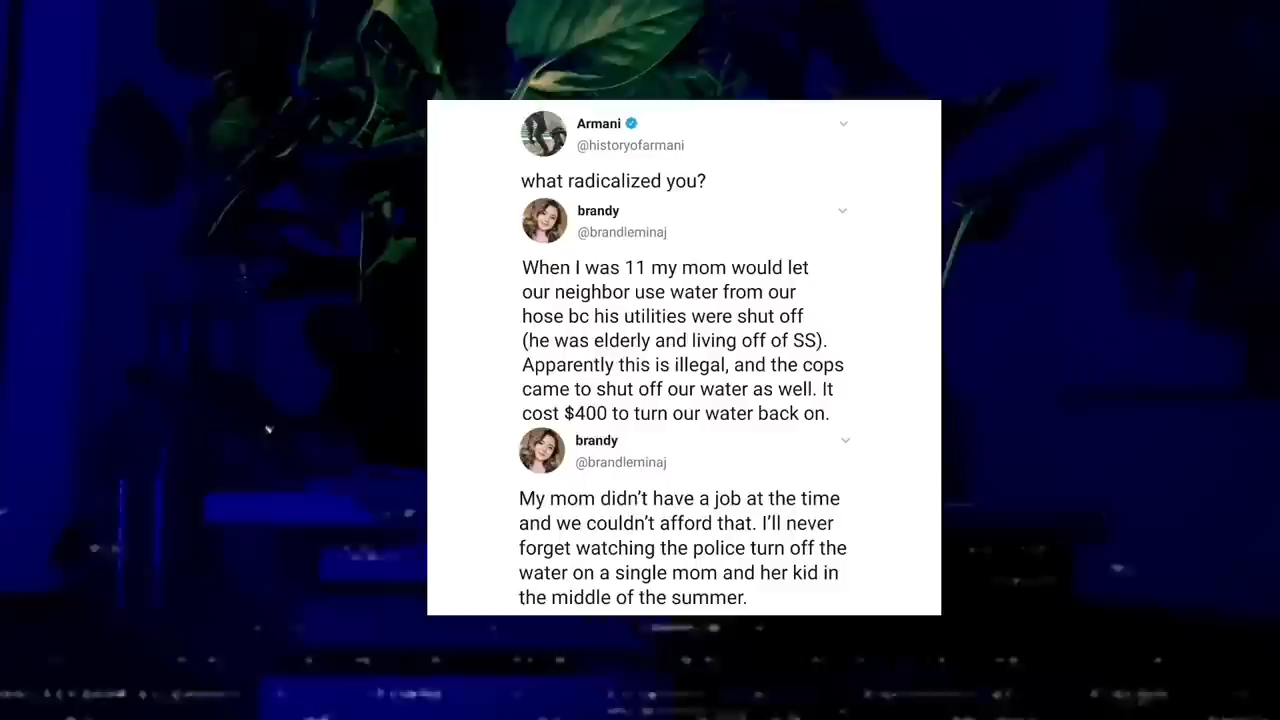 Armani
@historyofarmani
what radicalized you?
brandy
@brandleminaj
When I was 11 my mom would let
our neighbor use water from our
hose bc his utilities were shut off
(he was elderly and living off of SS).
Apparently this is illegal, and the cops
came to shut off our water as well. It
cost $400 to turn our water back on.
brandy
@brandleminaj
My mom didn’t have a job at the time
and we couldn’t afford that. I’ll never
forget watching the police turn off the
water on a single mom and her kid in
the middle of the summer.